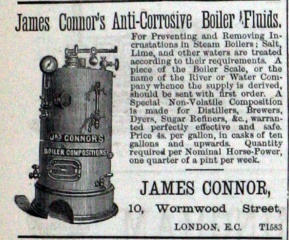 James Connor's Anti-Corrosive Boiler Fluids.
For Preventing and Removing In-
crustations in Steam Boilers; Salt,
Lime, and other waters are treated
according to their requirements. A
piece of the Boiler Scale, or the
name of the River or Water Com-
pany whence the supply is derived,
should be sent with first order. A
Special Non-Volatile Composition
is made for Distillers, Brewers,
Dyers, Sugar Refiners, &c., warran-
ted perfectly effective and safe.
Price 4s. per gallon, in casks of ten
gallons and upwards. Quantity
required per Nominal Horse-Power,
one quarter of a pint per week.
JAS CONNOR'S
BOILER COMPOSITIONS
JAMES CONNOR,
10, Wormwood Street,
LONDON, E.C. T1583